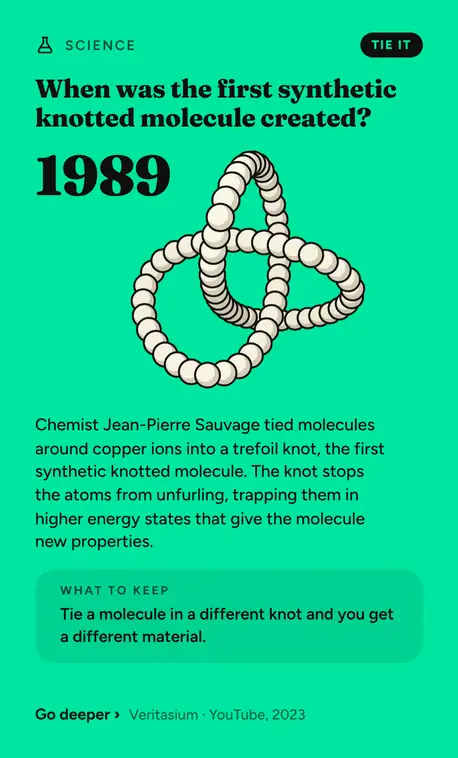 SCIENCE
TIE IT
When was the first synthetic
knotted molecule created?
1989
Chemist Jean-Pierre Sauvage tied molecules
around copper ions into a trefoil knot, the first
synthetic knotted molecule. The knot stops
the atoms from unfurling, trapping them in
higher energy states that give the molecule
new properties.
WHAT TO KEEP
Tie a molecule in a different knot and you get
a different material.
Go deeper › Veritasium · YouTube, 2023